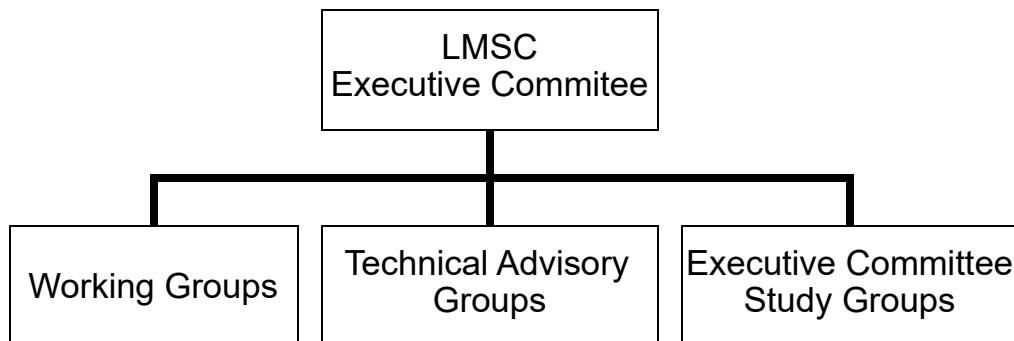 LMSC
Executive Commitee
Working Groups
Technical Advisory
Groups
Executive Committee
Study Groups